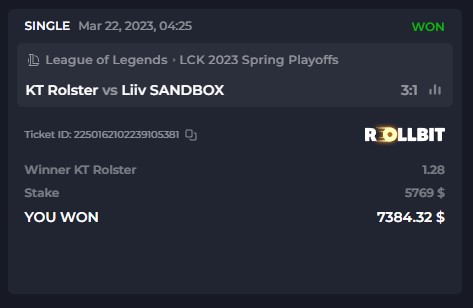 SINGLE Mar 22, 2023, 04:25 WON
League of Legends · LCK 2023 Spring Playoffs
KT Rolster vs Liiv SANDBOX 3:1
Ticket ID: 2250162102239105381 ROLLBIT
Winner KT Rolster 1.28
Stake 5769 $
YOU WON 7384.32 $